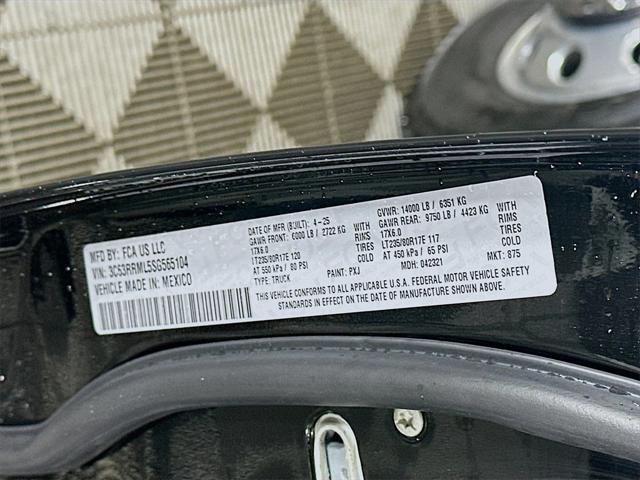 MFD BY: FCA US LLC
DATE OF MFR (BUILT): 4-25
GVWR: 14000 LB / 6351 KG
VIN: 3C63RRML5SG565104
GAWR FRONT: 6000 LB / 2722 KG WITH
GAWR REAR: 9750 LB / 4423 KG WITH
VEHICLE MADE IN: MEXICO
17X6.0 RIMS
17X6.0 RIMS
LT235/80R17E 120 TIRES
LT235/80R17E 117 TIRES
AT 550 kPa / 80 PSI COLD
AT 450 kPa / 65 PSI COLD
TYPE: TRUCK
PAINT: PXJ
MDH: 042321
MKT: 875
THIS VEHICLE CONFORMS TO ALL APPLICABLE U.S.A. FEDERAL MOTOR VEHICLE SAFETY
STANDARDS IN EFFECT ON THE DATE OF MANUFACTURE SHOWN ABOVE.